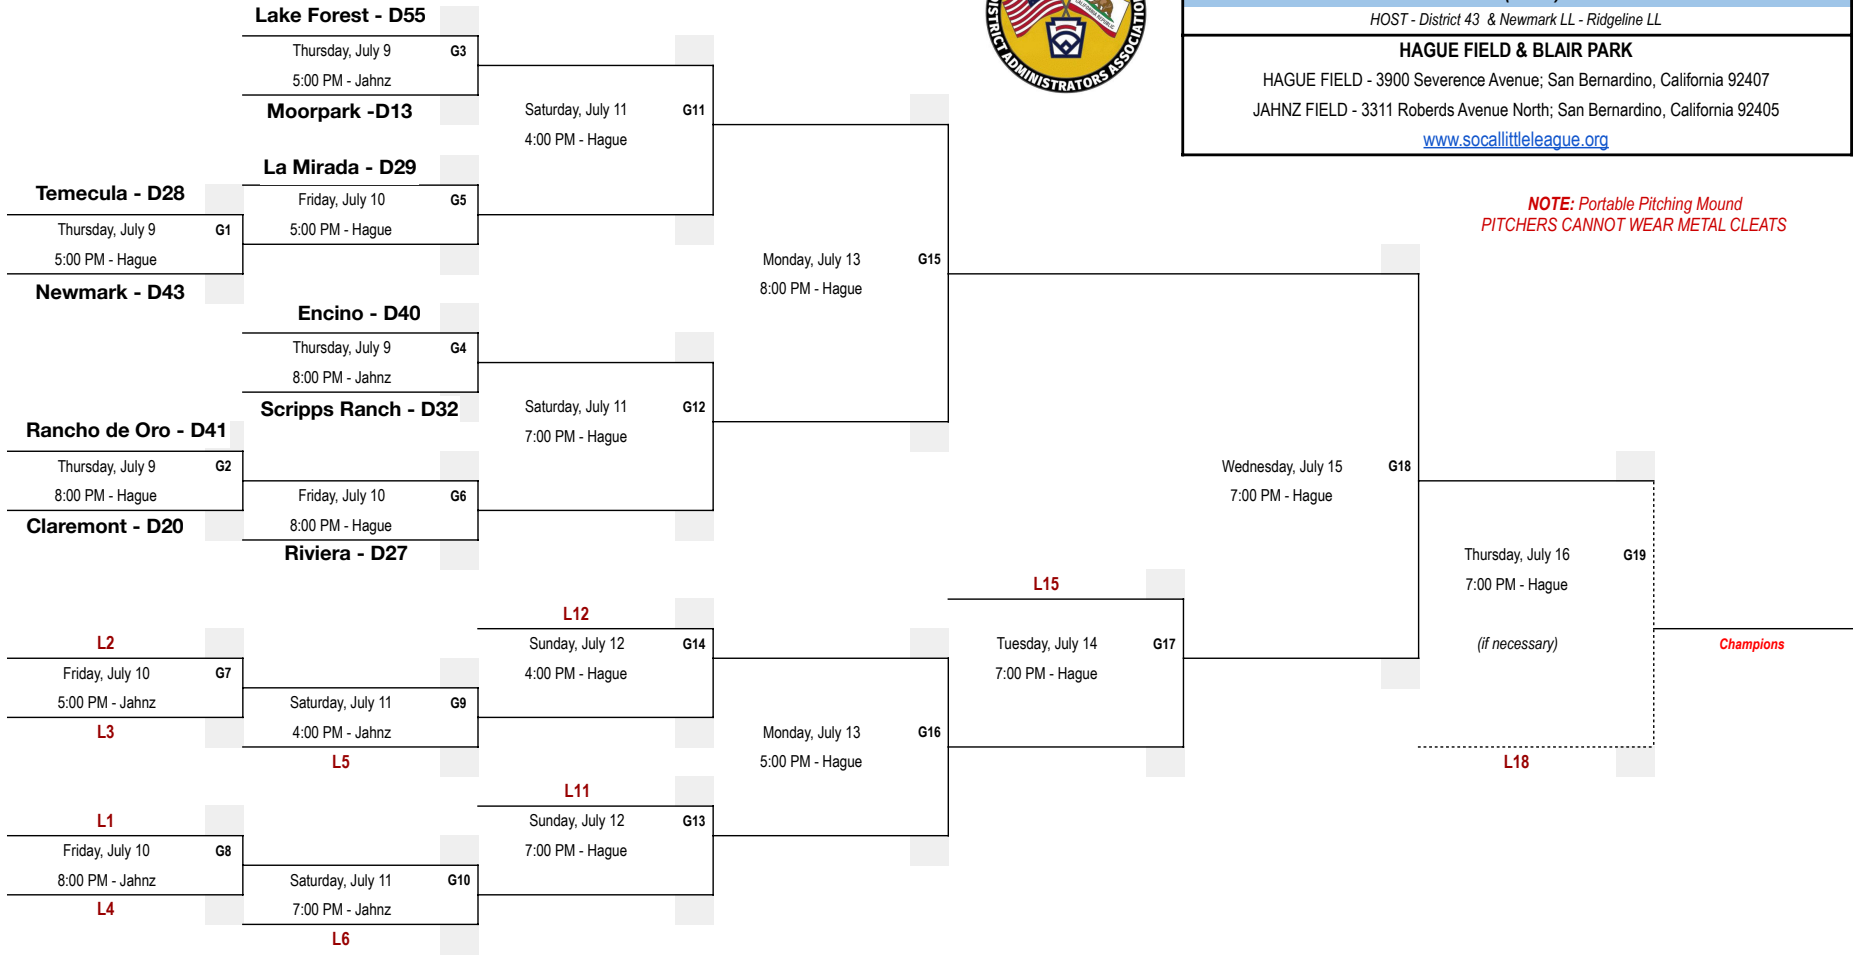 Lake Forest - D55
Thursday, July 9 G3
5:00 PM - Jahnz
Moorpark -D13
Saturday, July 11 G11
4:00 PM - Hague
La Mirada - D29
Temecula - D28
Friday, July 10 G5
5:00 PM - Hague
Thursday, July 9 G1
5:00 PM - Hague
Newmark - D43
Monday, July 13 G15
8:00 PM - Hague
Encino - D40
Thursday, July 9 G4
8:00 PM - Jahnz
Scripps Ranch - D32
Saturday, July 11 G12
7:00 PM - Hague
Rancho de Oro - D41
Thursday, July 9 G2
8:00 PM - Hague
Claremont - D20
Friday, July 10 G6
8:00 PM - Hague
Riviera - D27
DISTRICT ADMINISTRATORS ASSOCIATION
CALIFORNIA REPUBLIC
HOST - District 43 & Newmark LL - Ridgeline LL
HAGUE FIELD & BLAIR PARK
HAGUE FIELD - 3900 Severence Avenue; San Bernardino, California 92407
JAHNZ FIELD - 3311 Roberds Avenue North; San Bernardino, California 92405
www.socallittleleague.org
NOTE: Portable Pitching Mound
PITCHERS CANNOT WEAR METAL CLEATS
Wednesday, July 15 G18
7:00 PM - Hague
Thursday, July 16 G19
7:00 PM - Hague
(if necessary)
Champions
L18
L15
Tuesday, July 14 G17
7:00 PM - Hague
L12
Sunday, July 12 G14
4:00 PM - Hague
L2
Friday, July 10 G7
5:00 PM - Jahnz
L3
Saturday, July 11 G9
4:00 PM - Jahnz
L5
Monday, July 13 G16
5:00 PM - Hague
L11
Sunday, July 12 G13
7:00 PM - Hague
L1
Friday, July 10 G8
8:00 PM - Jahnz
L4
Saturday, July 11 G10
7:00 PM - Jahnz
L6